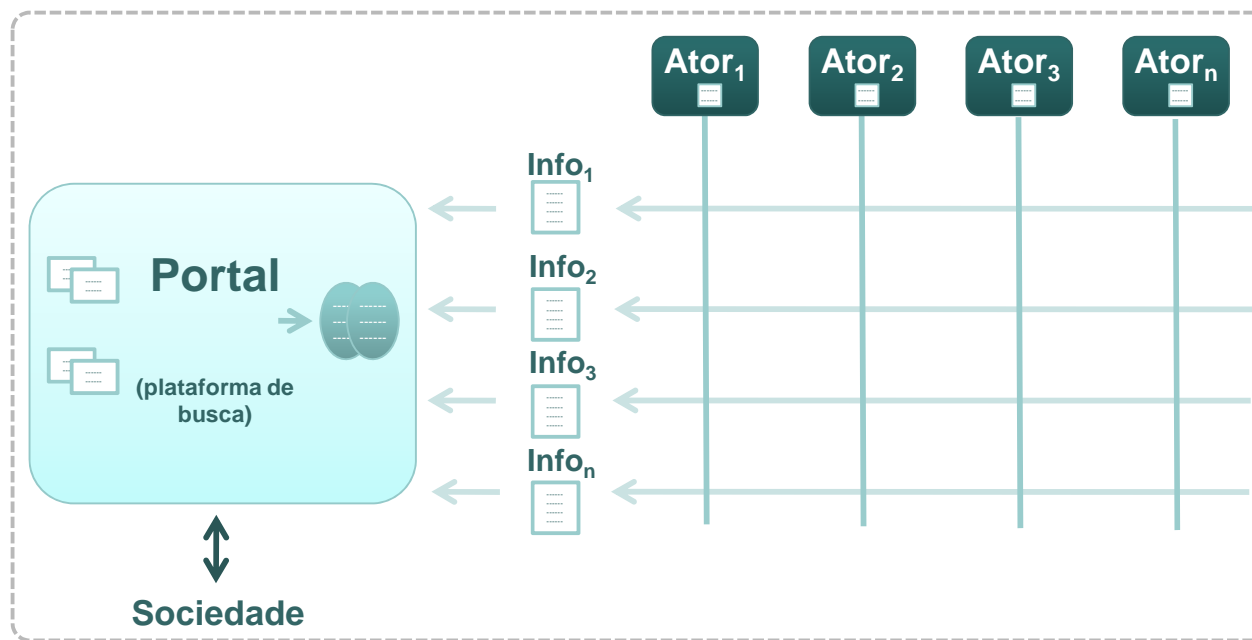 Ator₁ Ator₂ Ator₃ Atorₙ
Info₁
Info₂
Info₃
Infoₙ
Portal
(plataforma de
busca)
Sociedade